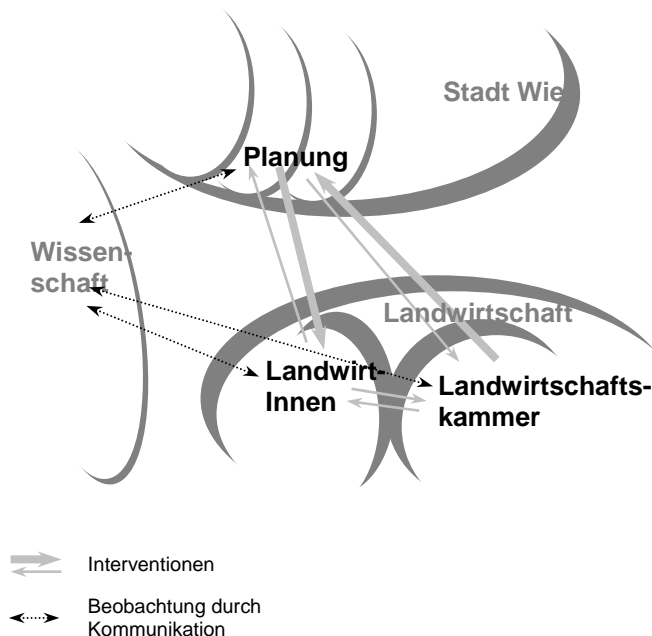 Stadt Wie
Planung
Wissen-
schaft
Landwirtschaft
Landwirt-
Innen
Landwirtschafts-
kammer
Interventionen
Beobachtung durch
Kommunikation